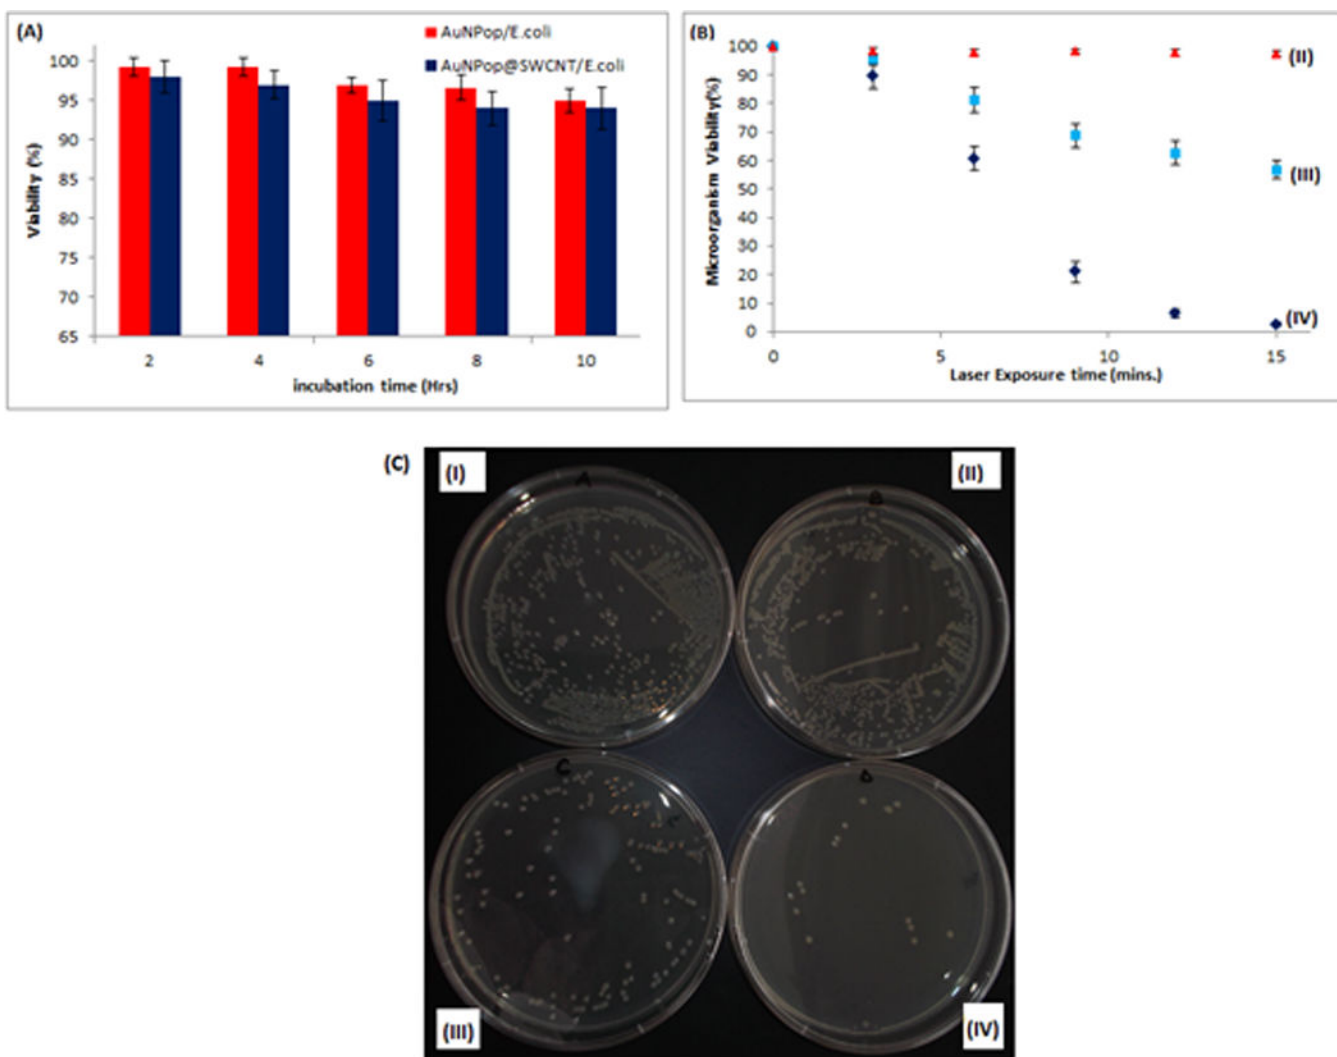 (A)
AuNPop/E.coli
AuNPop@SWCNT/E.coli
100
95
90
85
80
75
70
65
Viability (%)
2 4 6 8 10
incubation time (Hrs)
(B)
100
90
80
70
60
50
40
30
20
10
0
Microorganism Viability(%)
0 5 10 15
Laser Exposure time (mins.)
(II)
(III)
(IV)
(C)
(I)
(II)
A
B
C
D
(III)
(IV)